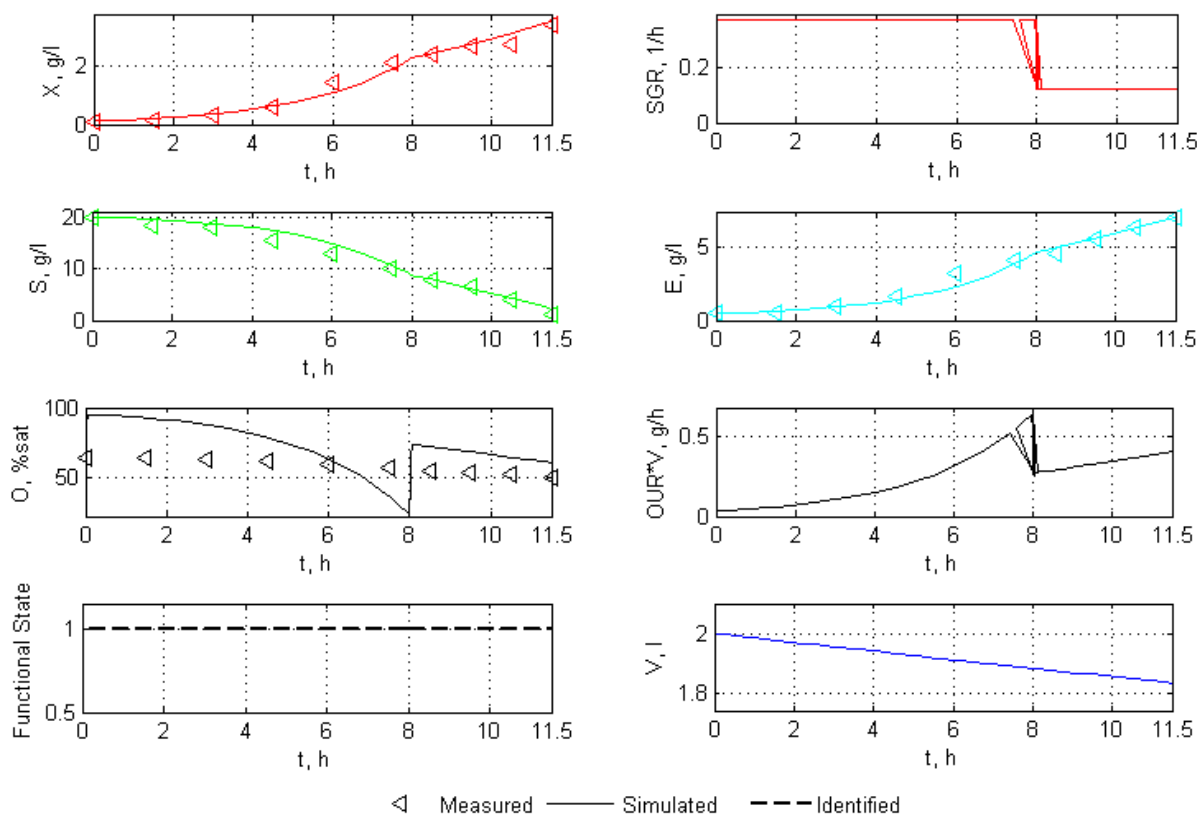 X, g/l
2
0
0 2 4 6 8 10 11.5
t, h
SGR, 1/h
0.2
0
0 2 4 6 8 10 11.5
t, h
S, g/l
20
10
0
0 2 4 6 8 10 11.5
t, h
E, g/l
5
0
0 2 4 6 8 10 11.5
t, h
O, %sat
100
50
0 2 4 6 8 10 11.5
t, h
OUR*V, g/h
0.5
0
0 2 4 6 8 10 11.5
t, h
Functional State
1
0.5
0 2 4 6 8 10 11.5
t, h
V, l
2
1.8
0 2 4 6 8 10 11.5
t, h
Measured Simulated Identified